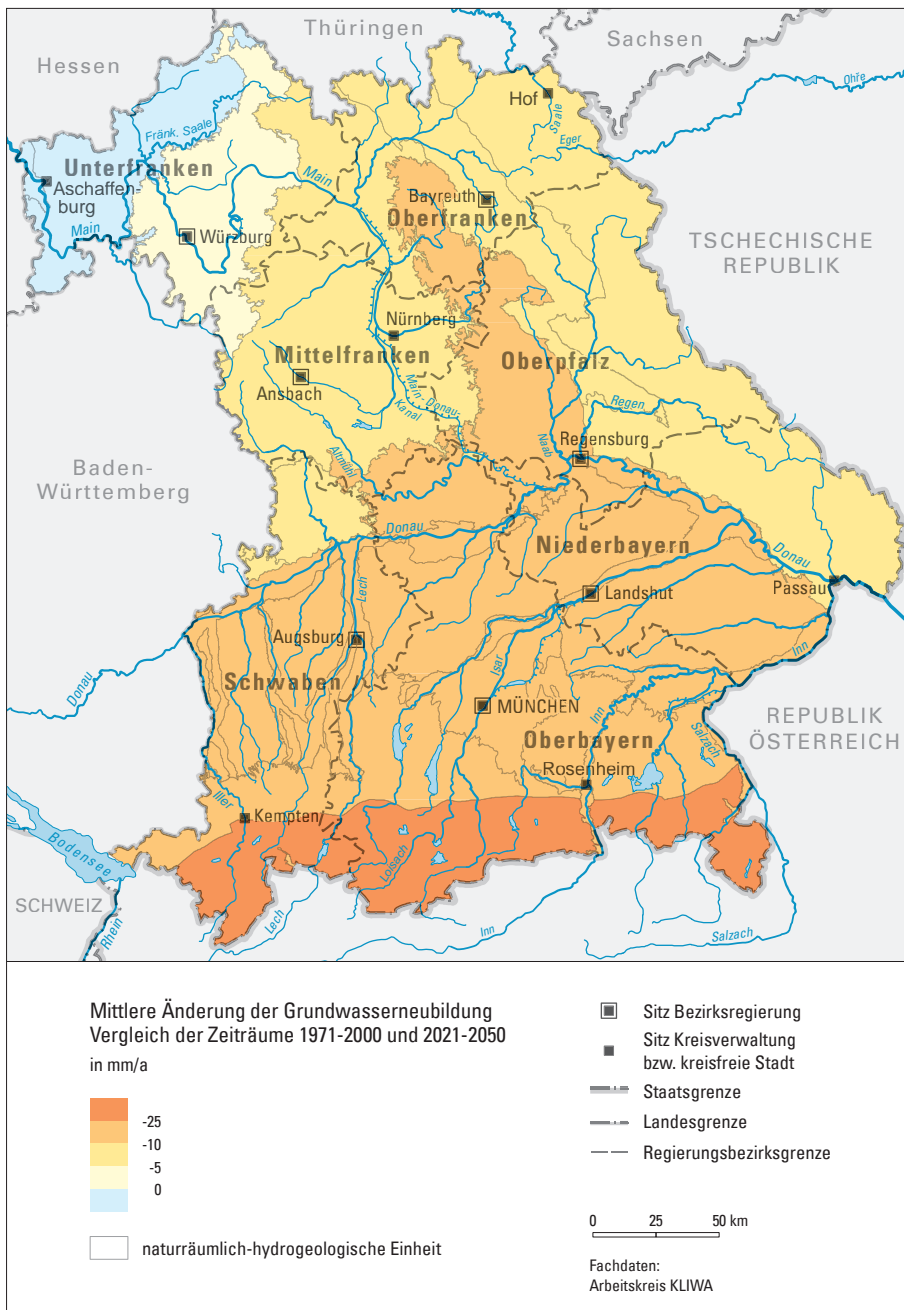 Thüringen
Sachsen
Hessen
Ohře
Hof
Saale
Fränk. Saale
Eger
Unterfranken
Main
Aschaffen-
burg
Bayreuth
Oberfranken
Main
Würzburg
TSCHECHISCHE
REPUBLIK
Nürnberg
Mittelfranken
Oberpfalz
Ansbach
Main-Donau-
Kanal
Regen
Naab
Regensburg
Altmühl
Baden-
Württemberg
Donau
Niederbayern
Donau
Lech
Landshut
Passau
Augsburg
Isar
Inn
Donau
Schwaben
MÜNCHEN
Inn
Oberbayern
Salzach
REPUBLIK
ÖSTERREICH
Rosenheim
Iller
Kempten
Bodensee
Loisach
SCHWEIZ
Rhein
Lech
Inn
Salzach
Mittlere Änderung der Grundwasserneubildung
Vergleich der Zeiträume 1971-2000 und 2021-2050
in mm/a
-25
-10
-5
0
naturräumlich-hydrogeologische Einheit
Sitz Bezirksregierung
Sitz Kreisverwaltung
bzw. kreisfreie Stadt
Staatsgrenze
Landesgrenze
Regierungsbezirksgrenze
0 25 50 km
Fachdaten:
Arbeitskreis KLIWA